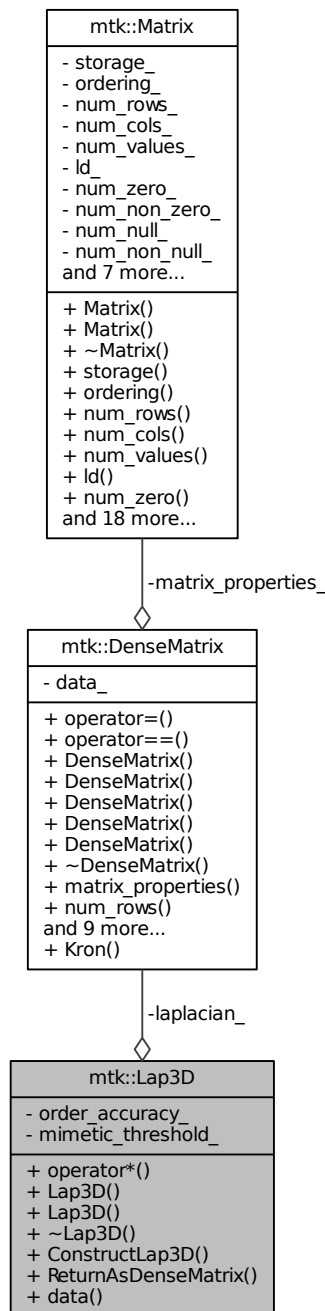 mtk::Matrix
- storage_
- ordering_
- num_rows_
- num_cols_
- num_values_
- ld_
- num_zero_
- num_non_zero_
- num_null_
- num_non_null_
and 7 more...
+ Matrix()
+ Matrix()
+ ~Matrix()
+ storage()
+ ordering()
+ num_rows()
+ num_cols()
+ num_values()
+ ld()
+ num_zero()
and 18 more...
-matrix_properties_
mtk::DenseMatrix
- data_
+ operator=()
+ operator==()
+ DenseMatrix()
+ DenseMatrix()
+ DenseMatrix()
+ DenseMatrix()
+ DenseMatrix()
+ ~DenseMatrix()
+ matrix_properties()
+ num_rows()
and 9 more...
+ Kron()
-laplacian_
mtk::Lap3D
- order_accuracy_
- mimetic_threshold_
+ operator*()
+ Lap3D()
+ Lap3D()
+ ~Lap3D()
+ ConstructLap3D()
+ ReturnAsDenseMatrix()
+ data()